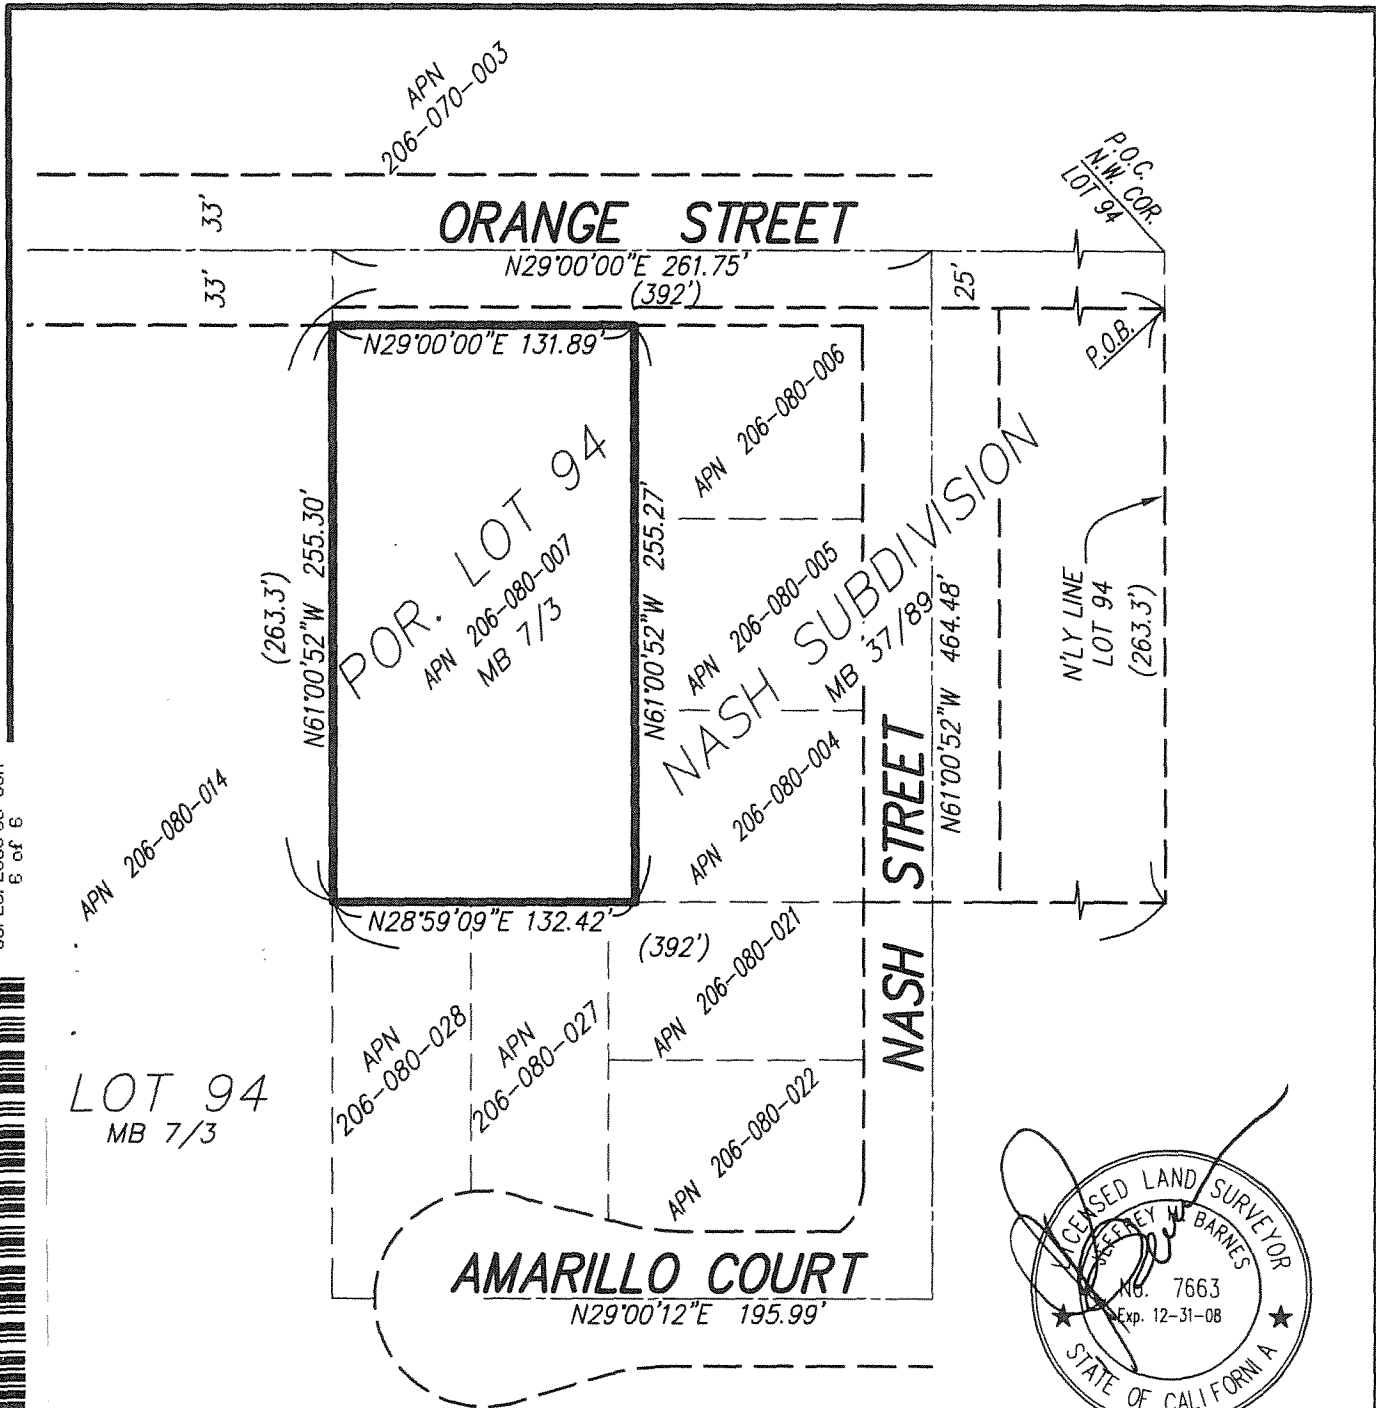 APN
206-070-003
P.O.C.
N.W. COR.
LOT 94
33'
ORANGE STREET
N29°00'00"E 261.75'
33'
(392')
25'
N29°00'00"E 131.89'
P.O.B.
APN 206-080-006
POR. LOT 94
APN 206-080-007
MB 7/3
(263.3')
N61°00'52"W 255.30'
N61°00'52"W 255.27'
APN 206-080-005
NASH SUBDIVISION
MB 37/89
N61°00'52"W 464.48'
N'LY LINE
LOT 94
(263.3')
APN 206-080-004
NASH STREET
APN 206-080-014
6 of 6
N28°59'09"E 132.42'
(392')
APN 206-080-021
APN
206-080-028
APN
206-080-027
APN 206-080-022
LOT 94
MB 7/3
AMARILLO COURT
N29°00'12"E 195.99'
LICENSED LAND SURVEYOR
JEFFREY M. BARNES
No. 7663
Exp. 12-31-08
STATE OF CALIFORNIA